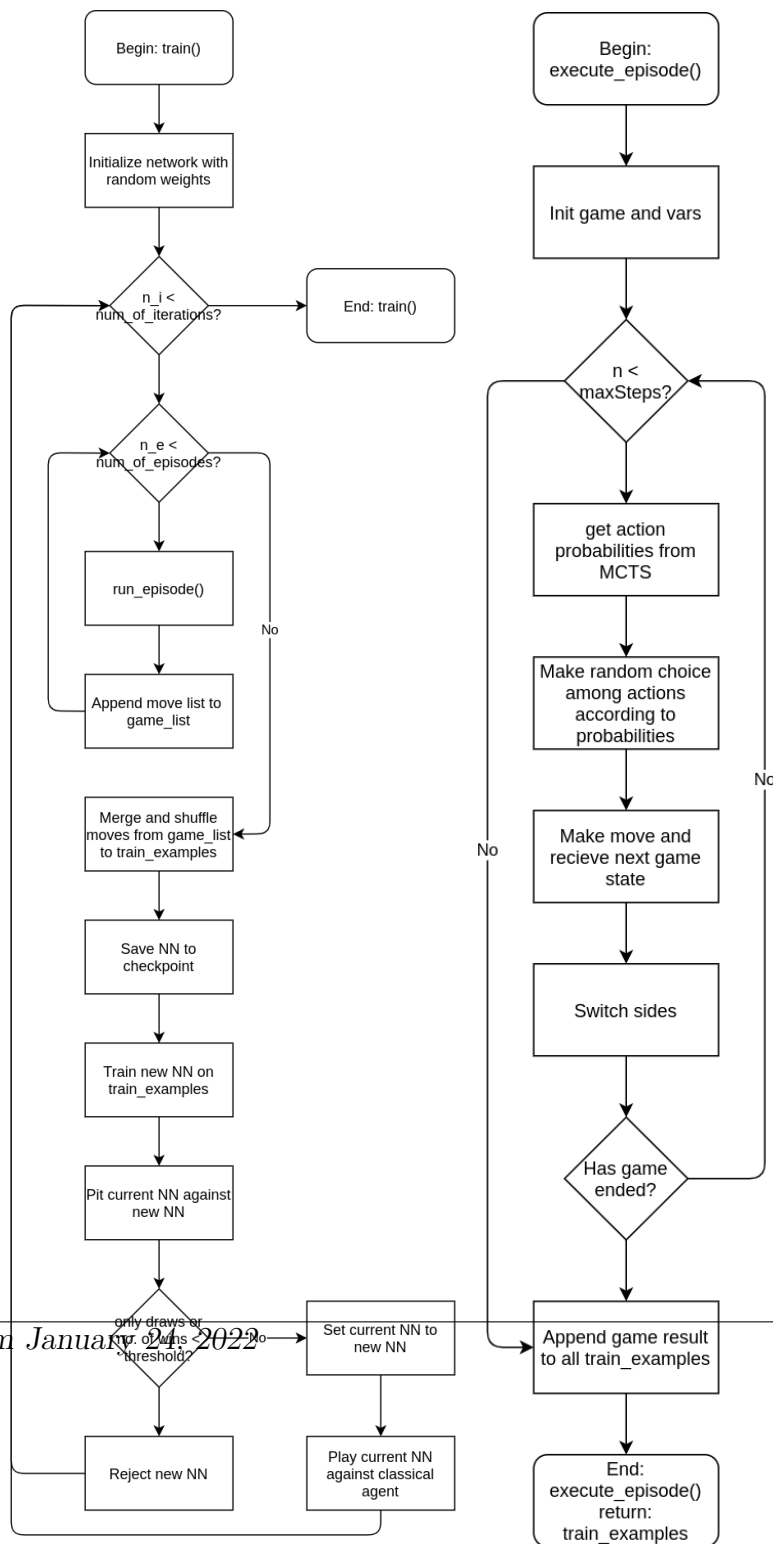 Begin: train()
Initialize network with
random weights
n_i <
num_of_iterations?
End: train()
n_e <
num_of_episodes?
run_episode()
No
Append move list to
game_list
Merge and shuffle
moves from game_list
to train_examples
Save NN to
checkpoint
Train new NN on
train_examples
Pit current NN against
new NN
only draws or
no. of wins <
threshold?
No
Set current NN to
new NN
January 24, 2022
Reject new NN
Play current NN
against classical
agent
Begin:
execute_episode()
Init game and vars
n <
maxSteps?
get action
probabilities from
MCTS
Make random choice
among actions
according to
probabilities
No
Make move and
recieve next game
state
No
Switch sides
Has game
ended?
Append game result
to all train_examples
End:
execute_episode()
return:
train_examples